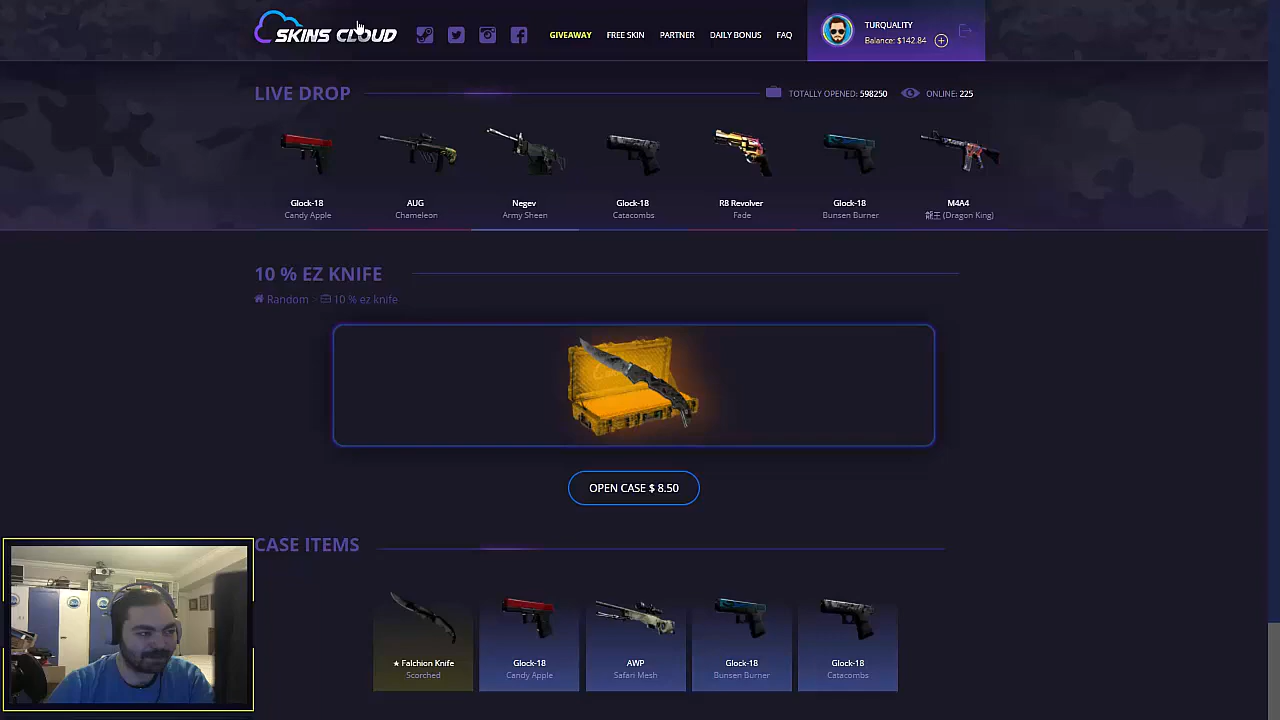 SKINS CLOUD
GIVEAWAY FREE SKIN PARTNER DAILY BONUS FAQ
TURQUALITY
Balance: $142.84
LIVE DROP
TOTALLY OPENED: 598250 ONLINE: 225
Glock-18 AUG Negev Glock-18 R8 Revolver Glock-18 M4A4
Candy Apple Chameleon Army Sheen Catacombs Fade Bunsen Burner 龍王 (Dragon King)
10 % EZ KNIFE
Random 10 % ez knife
OPEN CASE $ 8.50
CASE ITEMS
★ Falchion Knife Glock-18 AWP Glock-18 Glock-18
Scorched Candy Apple Safari Mesh Bunsen Burner Catacombs